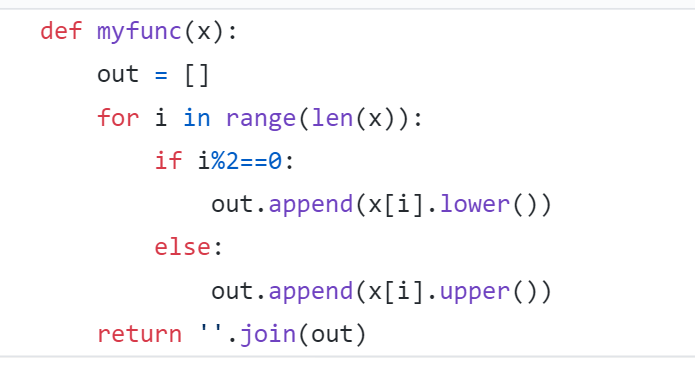 def myfunc(x):
    out = []
    for i in range(len(x)):
        if i%2==0:
            out.append(x[i].lower())
        else:
            out.append(x[i].upper())
    return ''.join(out)